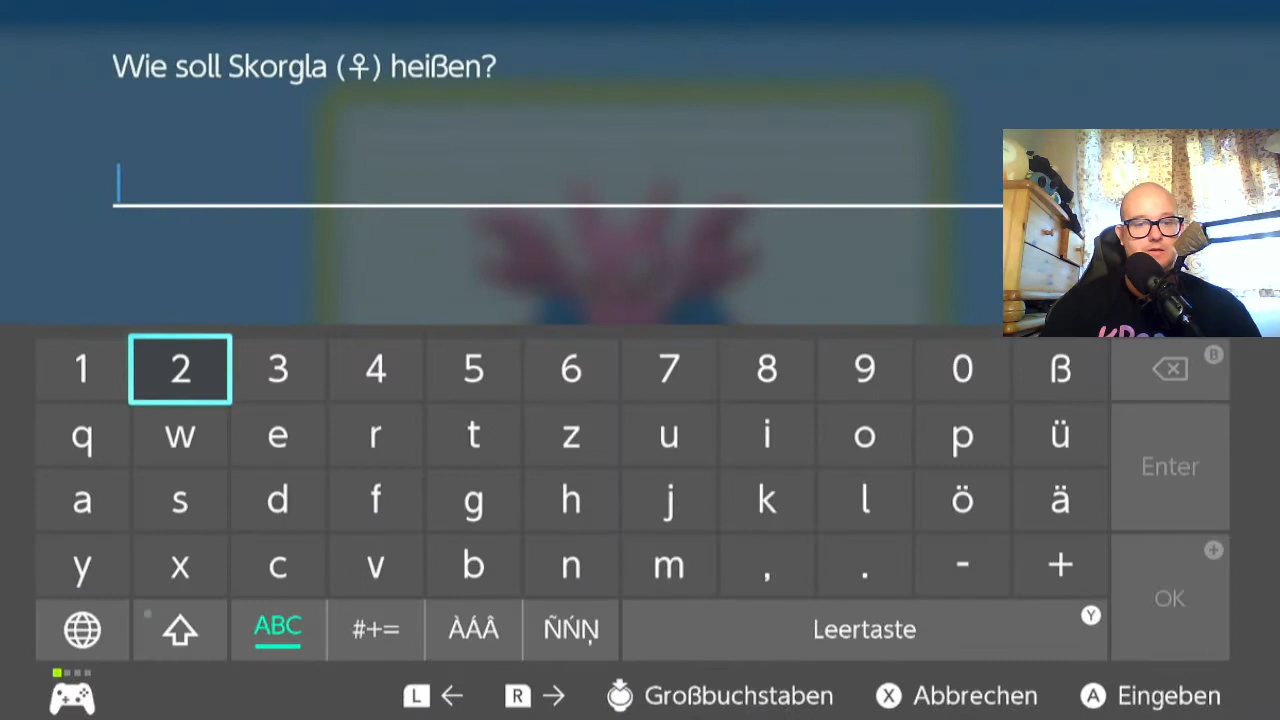 Wie soll Skorgla (♀) heißen?
1 2 3 4 5 6 7 8 9 0 ß B
q w e r t z u i o p ü Enter
a s d f g h j k l ö ä
y x c v b n m , . - + OK
ABC #+= ÀÁÂ ÑŃŅ Leertaste Y
L ← R → Großbuchstaben X Abbrechen A Eingeben